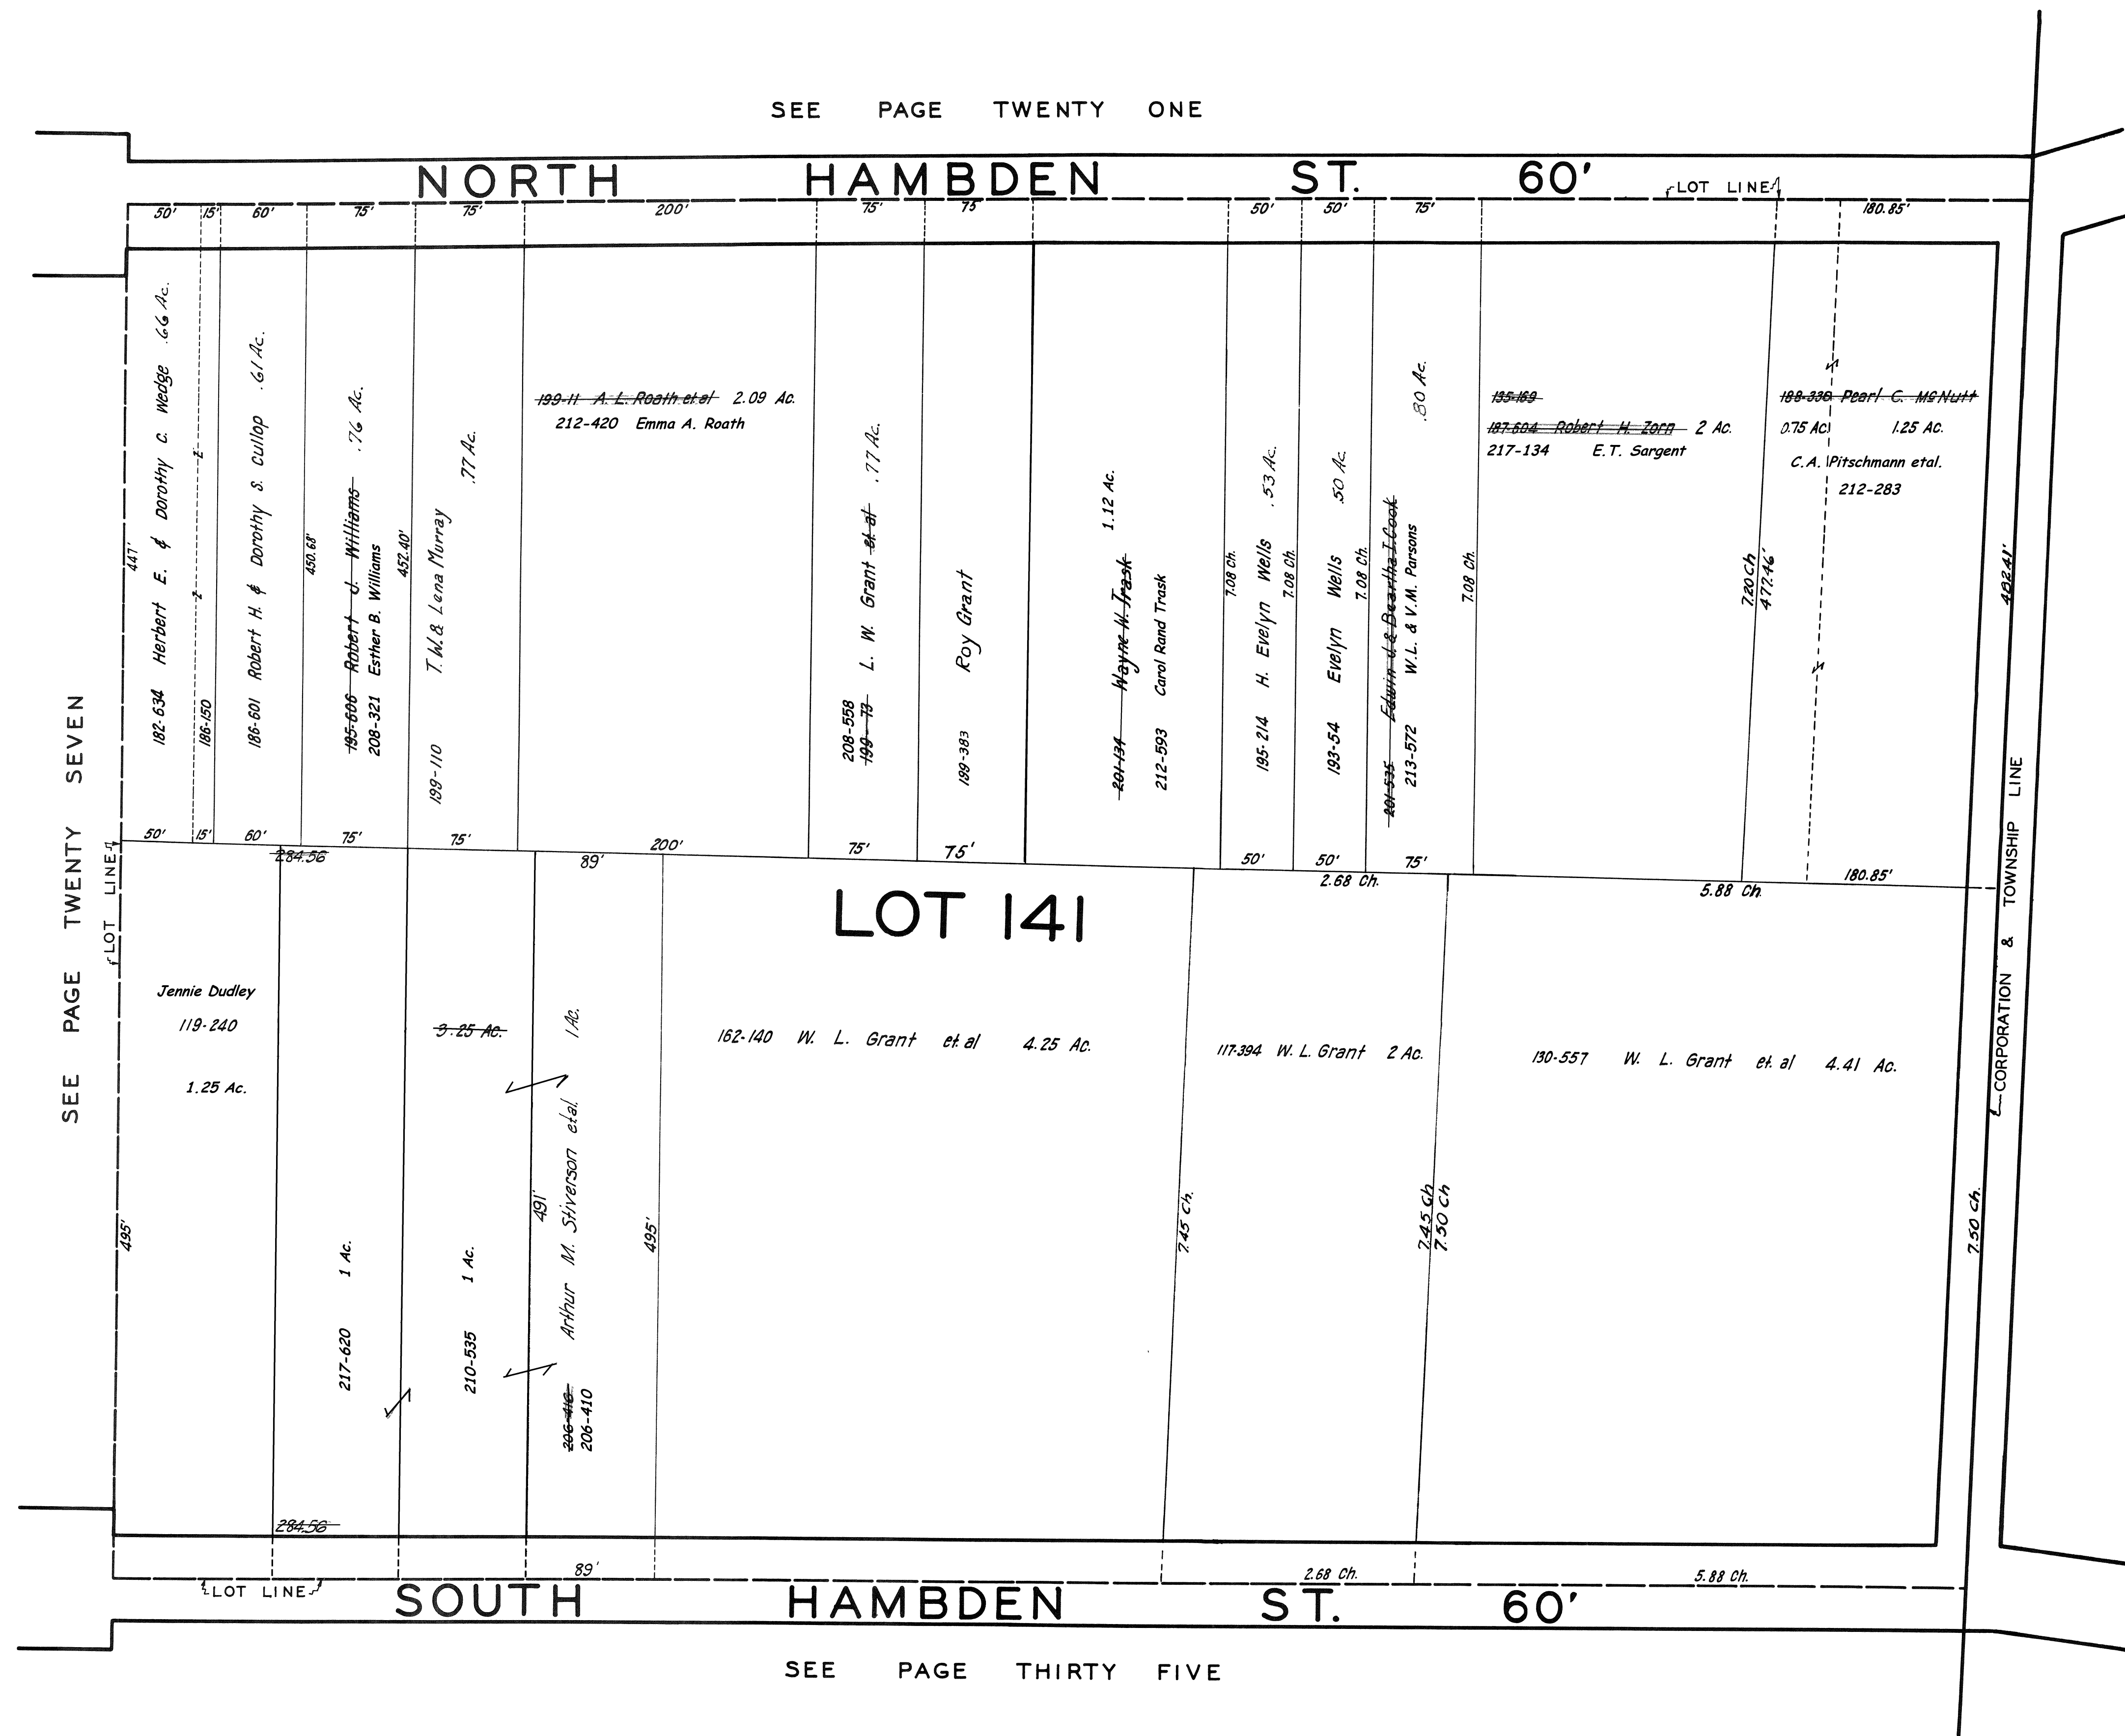 SEE PAGE TWENTY ONE
NORTH HAMBDEN ST. 60'
LOT LINE
50' 15' 60' 75' 75' 200' 75' 75 50' 50' 75' 180.85'
182-634 Herbert E. & Dorothy C. Wedge .66 Ac.
447'
186-150
186-601 Robert H. & Dorothy S. Cullop .61 Ac.
450.68'
195-606 Robert J. Williams .76 Ac.
208-321 Esther B. Williams
452.40'
199-110 T.W. & Lena Murray .77 Ac.
199-11 A. L. Roath et al 2.09 Ac.
212-420 Emma A. Roath
208-558
199-73 L. W. Grant et al .77 Ac.
199-383 Roy Grant
201-134 Wayne W. Trask 1.12 Ac.
212-593 Carol Rand Trask
7.08 Ch.
195-214 H. Evelyn Wells .53 Ac.
7.08 Ch.
193-54 Evelyn Wells .50 Ac.
7.08 Ch.
201-535 Edwin J. & Beartha I. Cook
213-572 W.L. & V.M. Parsons
.80 Ac.
7.08 Ch.
135-169
187-604 Robert H. Zorn 2 Ac.
217-134 E.T. Sargent
7.20 Ch
477.46'
188-330 Pearl C. McNutt
0.75 Ac. 1.25 Ac.
C.A. Pitschmann etal.
212-283
482.41'
50' 15' 60' 75' 75' 200' 75' 75' 50' 50' 75' 180.85'
284.56 89' 2.68 Ch. 5.88 Ch.
SEE PAGE TWENTY SEVEN
LOT LINE
LOT 141
CORPORATION & TOWNSHIP LINE
Jennie Dudley
119-240
1.25 Ac.
495'
217-620 1 Ac.
3.25 Ac.
210-535 1 Ac.
491'
Arthur M. Stiverson etal. 1 Ac.
206-416
206-410
495'
162-140 W. L. Grant et al 4.25 Ac.
7.45 Ch.
117-394 W. L. Grant 2 Ac.
7.45 Ch
7.50 Ch
130-557 W. L. Grant et. al 4.41 Ac.
7.50 Ch.
284.56
89' 2.68 Ch. 5.88 Ch.
LOT LINE
SOUTH HAMBDEN ST. 60'
SEE PAGE THIRTY FIVE